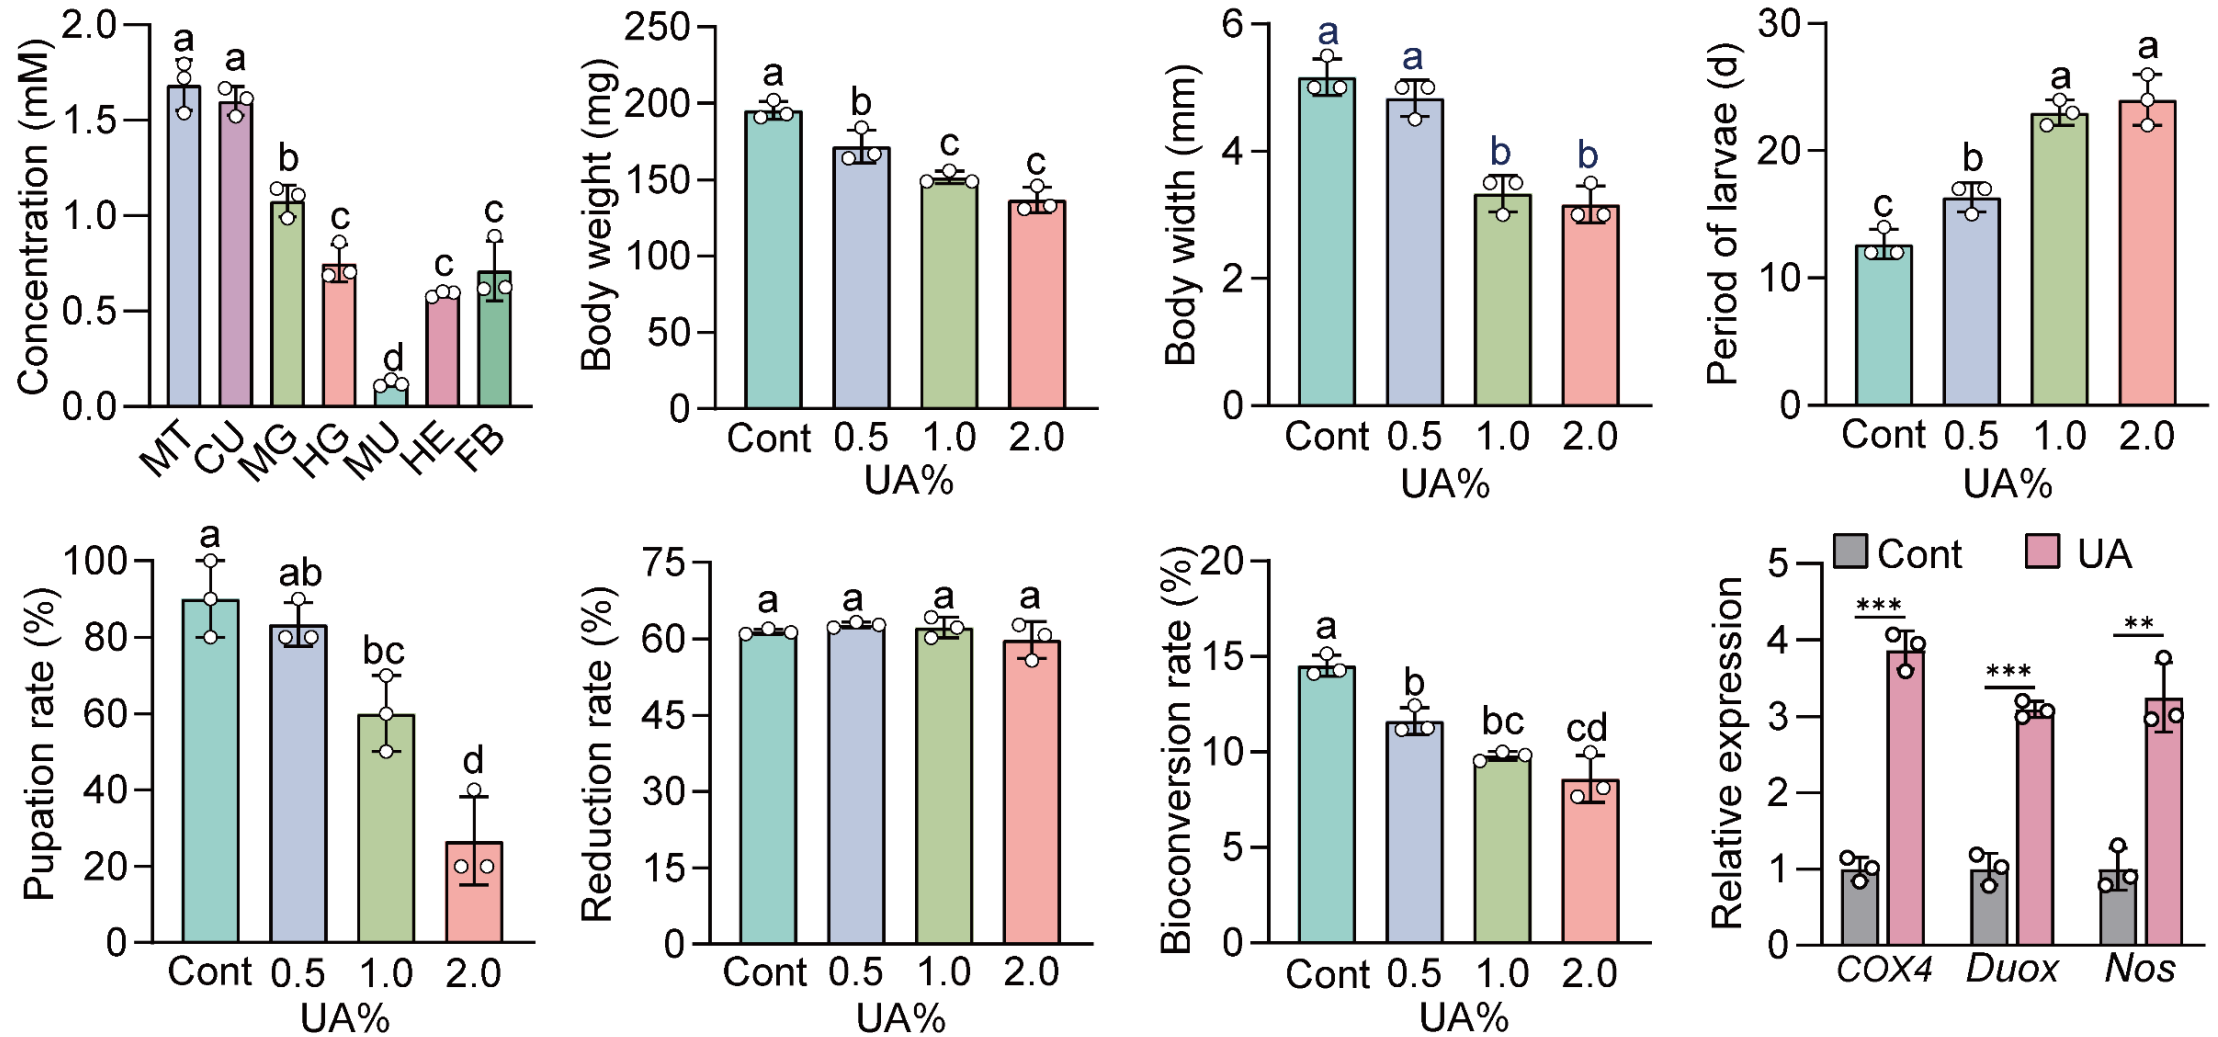 Concentration (mM)
2.0
1.5
1.0
0.5
0.0
a a b c d c c
MT CU MG HG MU HE FB
Body weight (mg)
250
200
150
100
50
0
a b c c
Cont 0.5 1.0 2.0
UA%
Body width (mm)
6
4
2
0
a a b b
Cont 0.5 1.0 2.0
UA%
Period of larvae (d)
30
20
10
0
c b a a
Cont 0.5 1.0 2.0
UA%
Pupation rate (%)
100
80
60
40
20
0
a ab bc d
Cont 0.5 1.0 2.0
UA%
Reduction rate (%)
75
60
45
30
15
0
a a a a
Cont 0.5 1.0 2.0
UA%
Bioconversion rate (%)
20
15
10
5
0
a b bc cd
Cont 0.5 1.0 2.0
UA%
Cont UA
Relative expression
5
4
3
2
1
0
*** *** **
COX4 Duox Nos